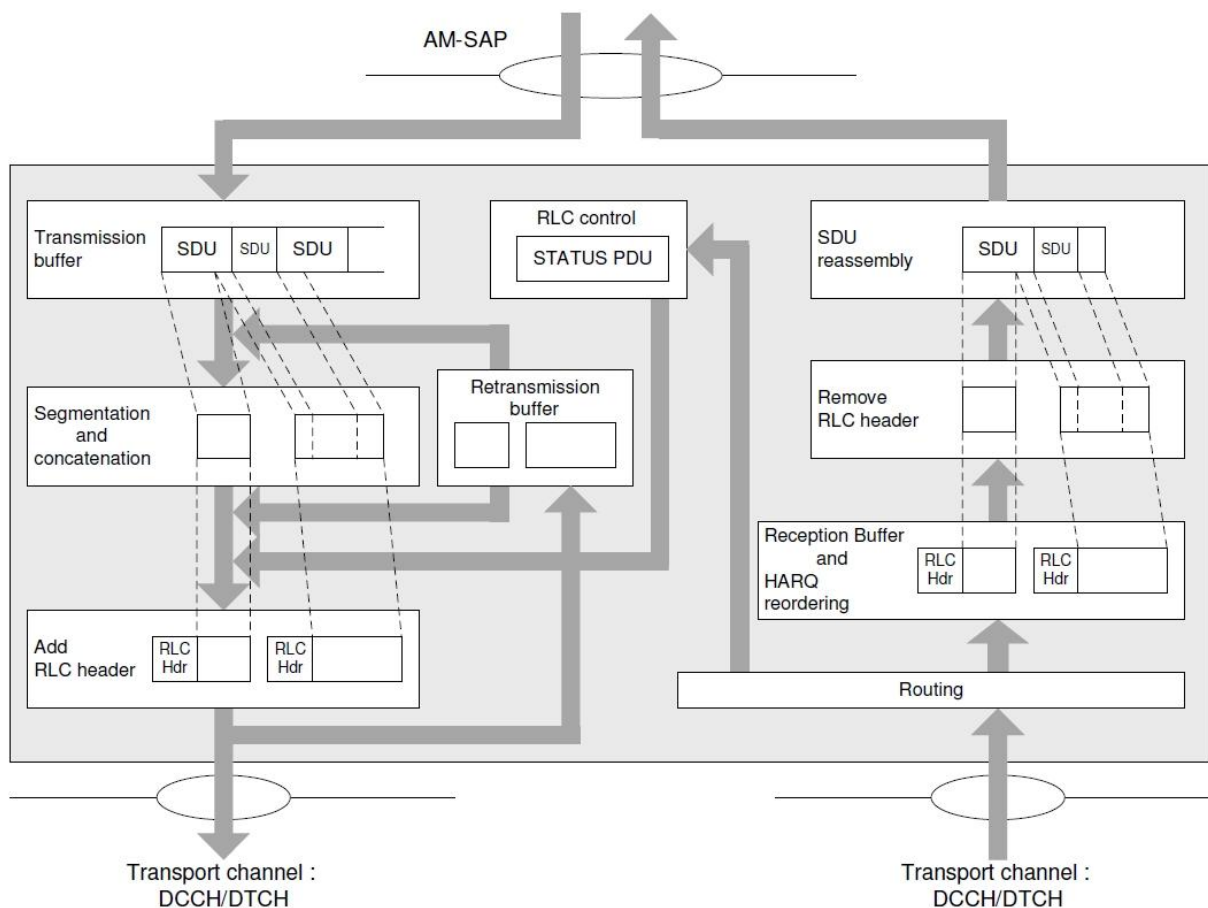 AM-SAP
Transmission
buffer
SDU
SDU
SDU
RLC control
STATUS PDU
SDU
reassembly
SDU
SDU
Segmentation
and
concatenation
Retransmission
buffer
Remove
RLC header
Reception Buffer
and
HARQ
reordering
RLC
Hdr
RLC
Hdr
Add
RLC header
RLC
Hdr
RLC
Hdr
Routing
Transport channel :
DCCH/DTCH
Transport channel :
DCCH/DTCH